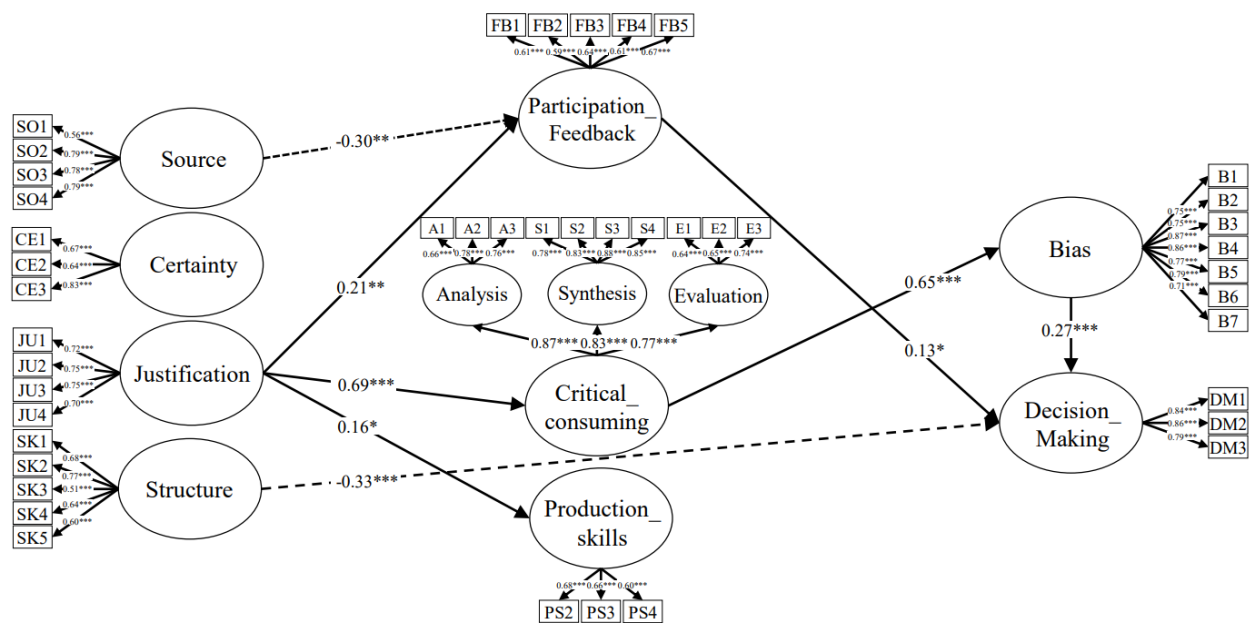 FB1 FB2 FB3 FB4 FB5
0.61*** 0.59*** 0.64*** 0.61*** 0.67***
Participation_
Feedback
SO1
SO2
SO3
SO4
0.56***
0.79***
0.78***
0.79***
Source
-0.30**
CE1
CE2
CE3
0.67***
0.64***
0.83***
Certainty
0.21**
A1 A2 A3 S1 S2 S3 S4 E1 E2 E3
0.66*** 0.78*** 0.76*** 0.78*** 0.83*** 0.88*** 0.85*** 0.64*** 0.65*** 0.74***
Analysis
Synthesis
Evaluation
0.87*** 0.83*** 0.77***
JU1
JU2
JU3
JU4
0.72***
0.75***
0.75***
0.70***
Justification
0.69***
Critical_
consuming
0.16*
SK1
SK2
SK3
SK4
SK5
0.68***
0.77***
0.51***
0.64***
0.60***
Structure
-0.33***
Production_
skills
0.68*** 0.66*** 0.60***
PS2 PS3 PS4
0.65***
0.13*
Bias
B1
B2
B3
B4
B5
B6
B7
0.75***
0.75***
0.87***
0.86***
0.77***
0.79***
0.71***
0.27***
Decision_
Making
DM1
DM2
DM3
0.84***
0.86***
0.79***